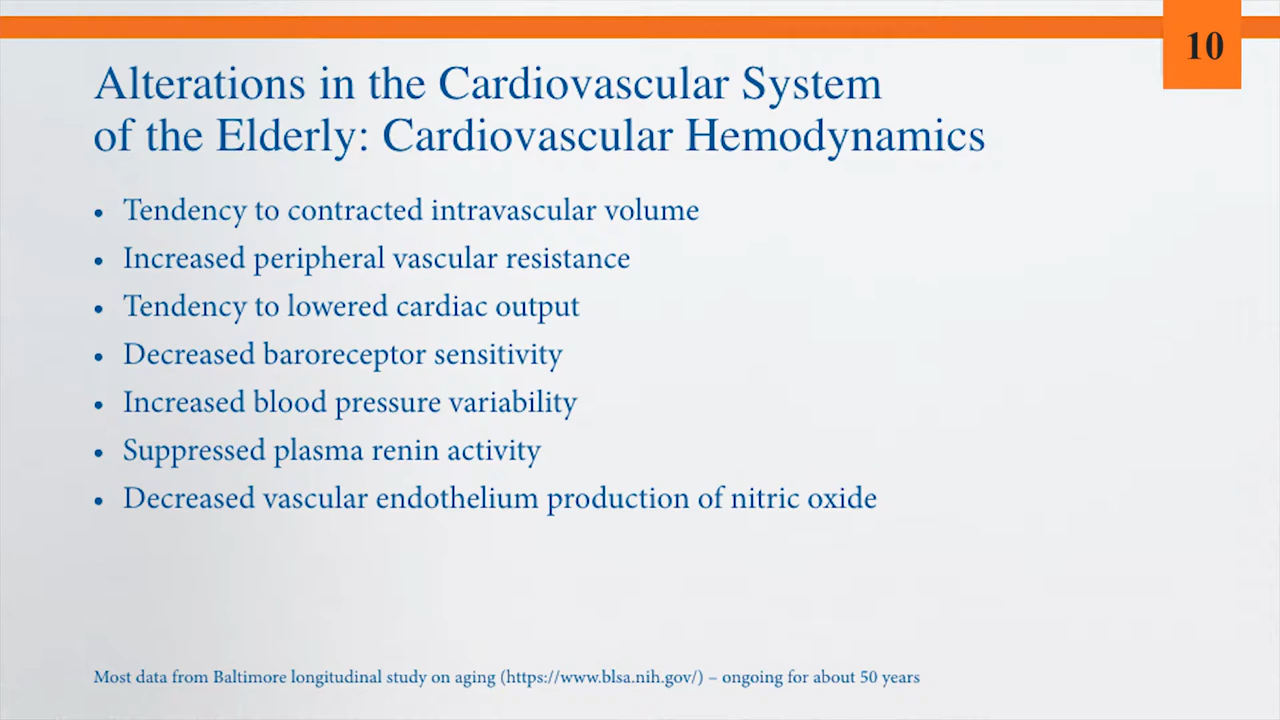 10
Alterations in the Cardiovascular System
of the Elderly: Cardiovascular Hemodynamics
• Tendency to contracted intravascular volume
• Increased peripheral vascular resistance
• Tendency to lowered cardiac output
• Decreased baroreceptor sensitivity
• Increased blood pressure variability
• Suppressed plasma renin activity
• Decreased vascular endothelium production of nitric oxide
Most data from Baltimore longitudinal study on aging (https://www.blsa.nih.gov/) – ongoing for about 50 years